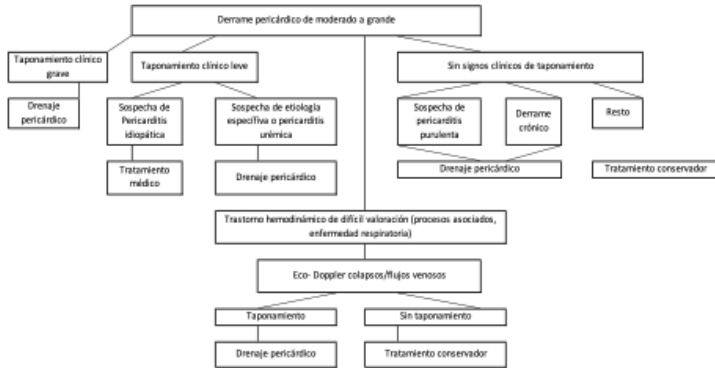 Derrame pericárdico de moderado a grande
Taponamiento clínico
grave
Taponamiento clínico leve
Sin signos clínicos de taponamiento
Drenaje
pericárdico
Sospecha de
Pericarditis
idiopática
Sospecha de etiología
específiva o pericarditis
urémica
Sospecha de
pericarditis
purulenta
Derrame
crónico
Resto
Tratamiento
médico
Drenaje pericárdico
Drenaje pericárdico
Tratamiento conservador
Trastorno hemodinámico de difícil valoración (procesos asociados,
enfermedad respiratoria)
Eco- Doppler colapsos/flujos venosos
Taponamiento
Sin taponamiento
Drenaje pericárdico
Tratamiento conservador